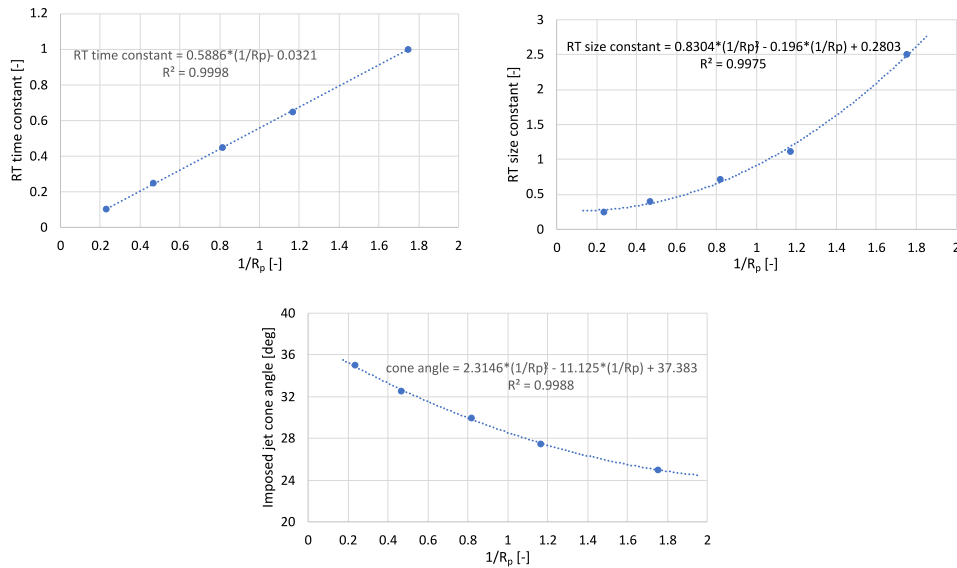 1.2
1
0.8
0.6
0.4
0.2
0
RT time constant [-]
RT time constant = 0.5886*(1/Rp)- 0.0321
R² = 0.9998
0 0.2 0.4 0.6 0.8 1 1.2 1.4 1.6 1.8 2
1/Rp [-]
3
2.5
2
1.5
1
0.5
0
RT size constant [-]
RT size constant = 0.8304*(1/Rp)² - 0.196*(1/Rp) + 0.2803
R² = 0.9975
0 0.2 0.4 0.6 0.8 1 1.2 1.4 1.6 1.8 2
1/Rp [-]
40
36
32
28
24
20
Imposed jet cone angle [deg]
cone angle = 2.3146*(1/Rp)² - 11.125*(1/Rp) + 37.383
R² = 0.9988
0 0.2 0.4 0.6 0.8 1 1.2 1.4 1.6 1.8 2
1/Rp [-]